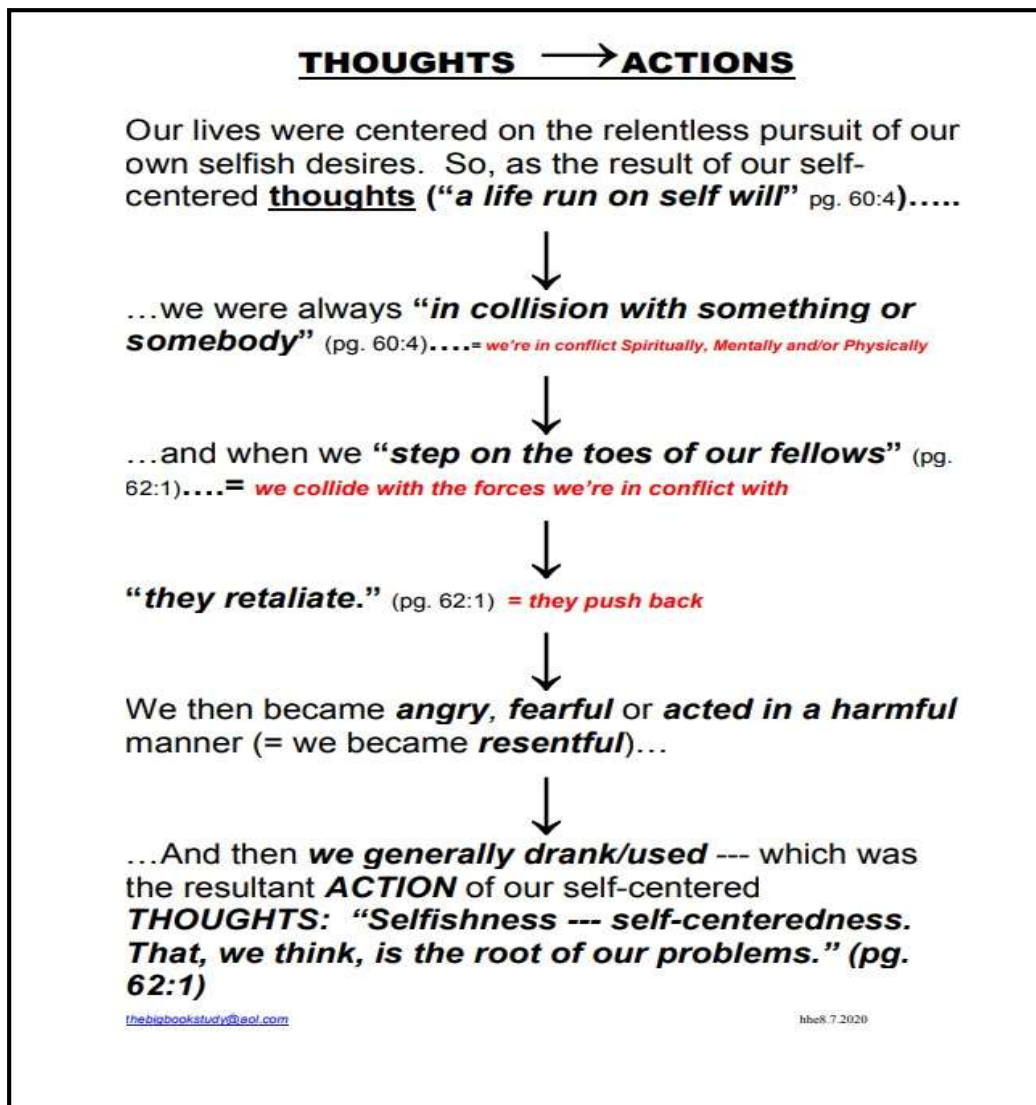 THOUGHTS → ACTIONS
Our lives were centered on the relentless pursuit of our
own selfish desires. So, as the result of our self-
centered thoughts (“a life run on self will” pg. 60:4)…..
…we were always “in collision with something or
somebody” (pg. 60:4)….= we’re in conflict Spiritually, Mentally and/or Physically
…and when we “step on the toes of our fellows” (pg.
62:1)….= we collide with the forces we’re in conflict with
“they retaliate.” (pg. 62:1) = they push back
We then became angry, fearful or acted in a harmful
manner (= we became resentful)…
…And then we generally drank/used --- which was
the resultant ACTION of our self-centered
THOUGHTS: “Selfishness --- self-centeredness.
That, we think, is the root of our problems.” (pg.
62:1)
thebigbookstudy@aol.com hhe8.7.2020